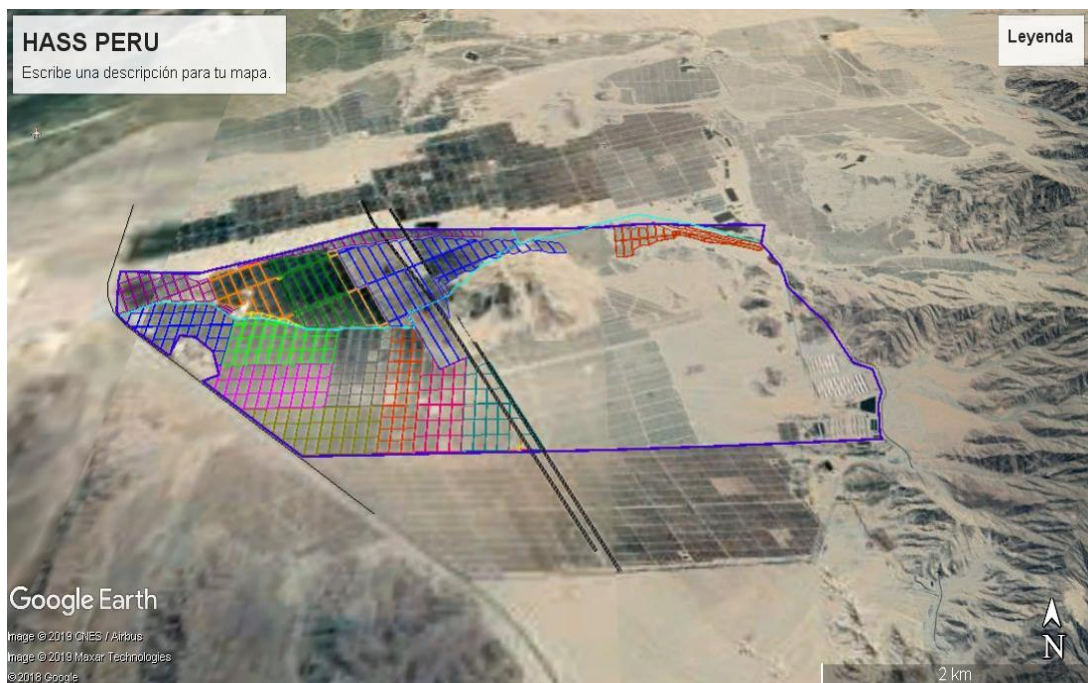 HASS PERU
Escribe una descripción para tu mapa.
Leyenda
Google Earth
Image © 2019 CNES / Airbus
Image © 2019 Maxar Technologies
© 2018 Google
N
2 km